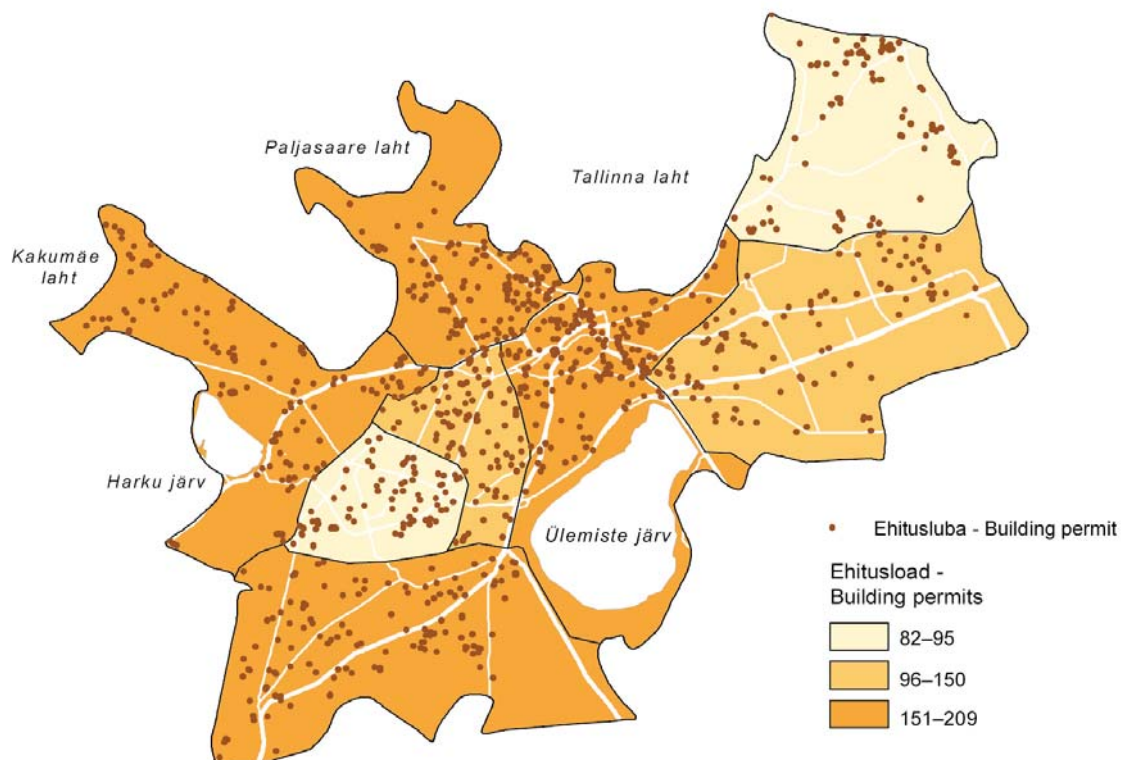 Paljasaare laht
Tallinna laht
Kakumäe
laht
Harku järv
Ülemiste järv
Ehitusluba - Building permit
Ehitusload -
Building permits
82–95
96–150
151–209